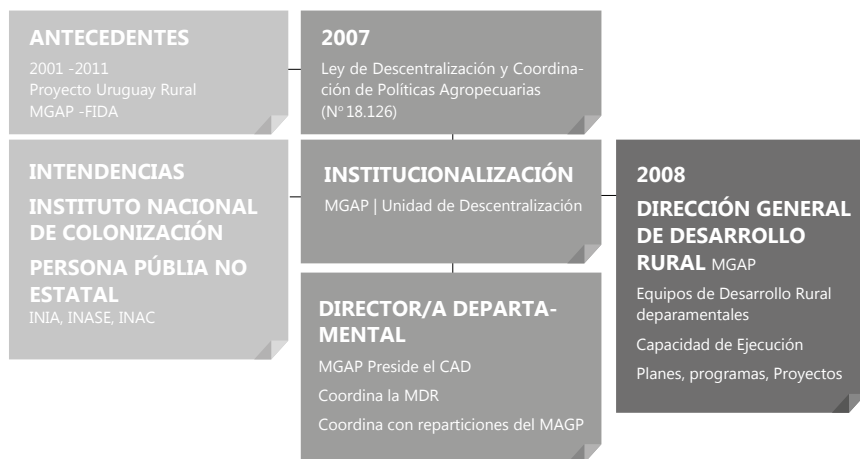 ANTECEDENTES
2001 -2011
Proyecto Uruguay Rural
MGAP -FIDA
2007
Ley de Descentralización y Coordina-
ción de Políticas Agropecuarias
(Nº 18.126)
INTENDENCIAS
INSTITUTO NACIONAL
DE COLONIZACIÓN
PERSONA PÚBLIA NO
ESTATAL
INIA, INASE, INAC
INSTITUCIONALIZACIÓN
MGAP | Unidad de Descentralización
2008
DIRECCIÓN GENERAL
DE DESARROLLO
RURAL MGAP
Equipos de Desarrollo Rural
deparamentales
Capacidad de Ejecución
Planes, programas, Proyectos
DIRECTOR/A DEPARTA-
MENTAL
MGAP Preside el CAD
Coordina la MDR
Coordina con reparticiones del MAGP